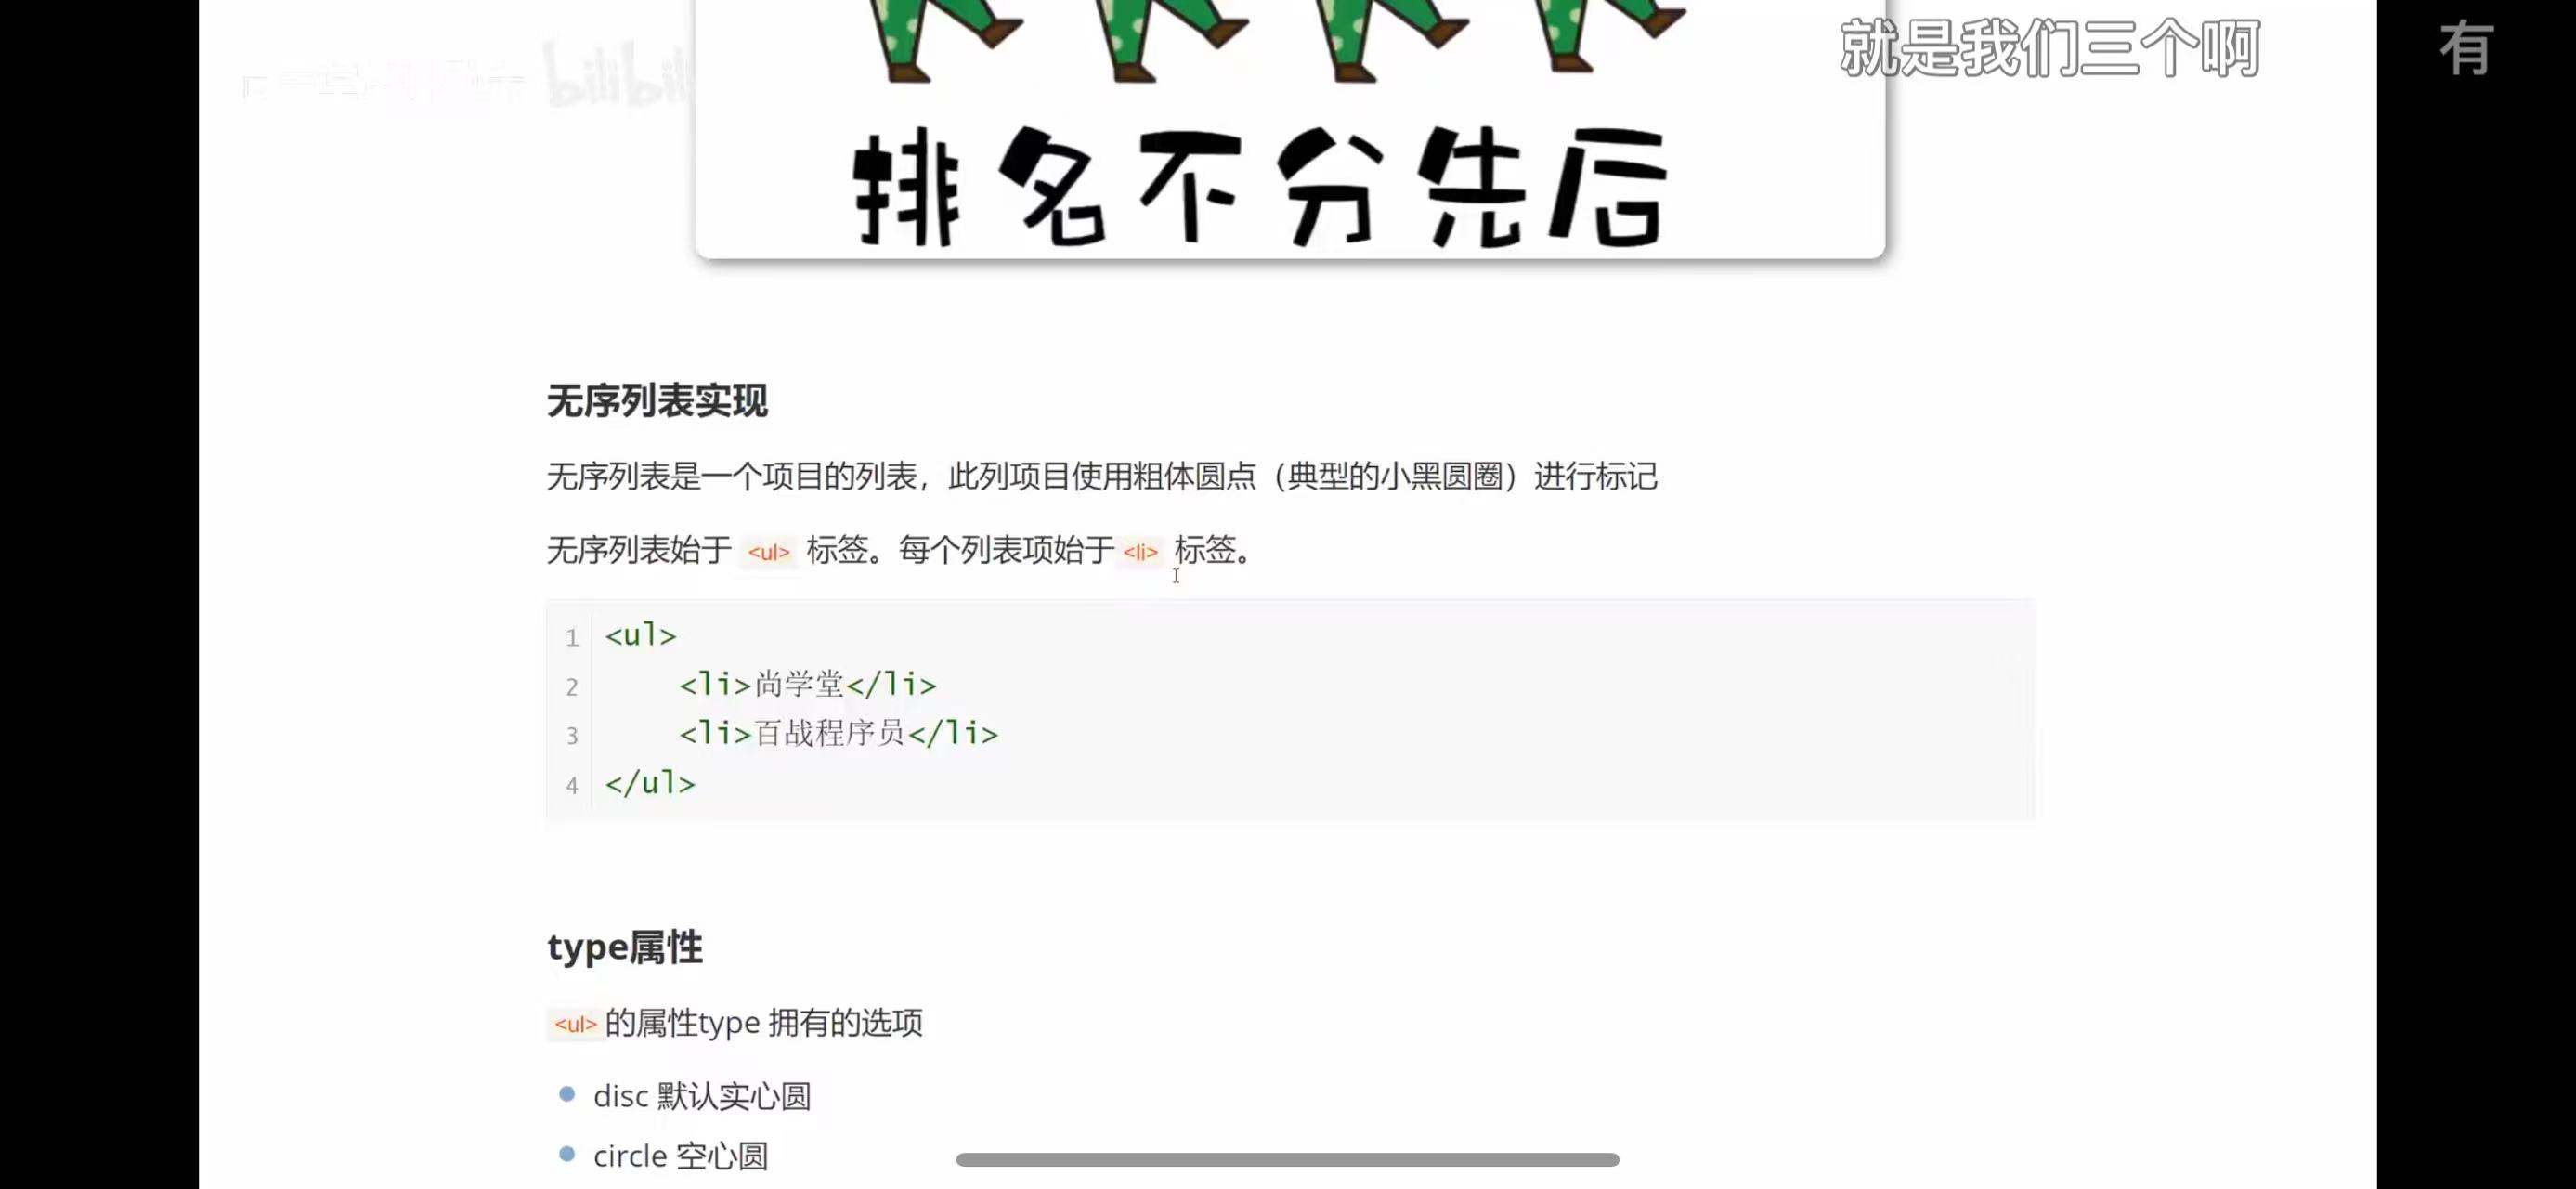 就是我们三个啊
有
bilibili
排名不分先后
无序列表实现
无序列表是一个项目的列表，此列项目使用粗体圆点（典型的小黑圆圈）进行标记
无序列表始于 <ul> 标签。每个列表项始于 <li> 标签。
1 <ul>
2     <li>尚学堂</li>
3     <li>百战程序员</li>
4 </ul>
type属性
<ul>的属性type 拥有的选项
disc 默认实心圆
circle 空心圆